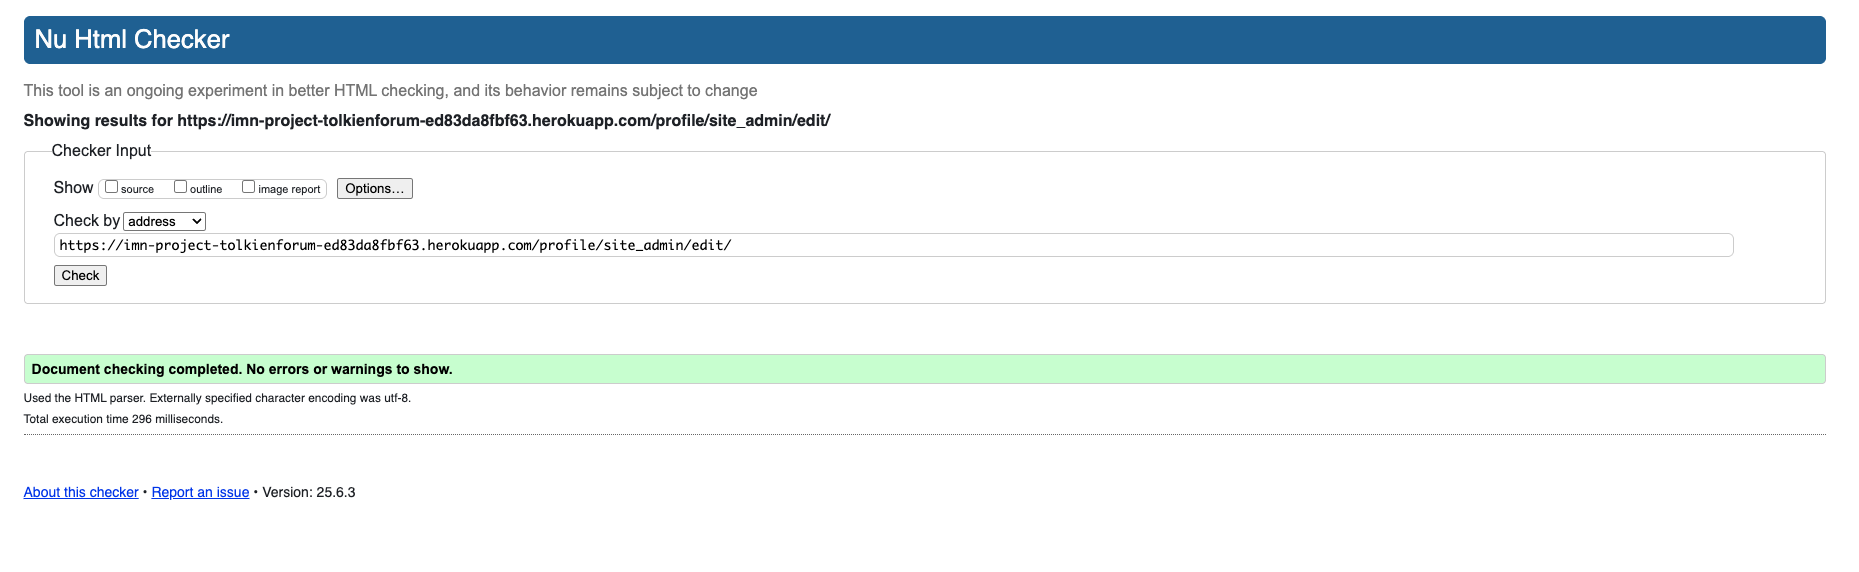 Nu Html Checker
This tool is an ongoing experiment in better HTML checking, and its behavior remains subject to change
Showing results for https://imn-project-tolkienforum-ed83da8fbf63.herokuapp.com/profile/site_admin/edit/
Checker Input
Show source outline image report Options...
Check by address
https://imn-project-tolkienforum-ed83da8fbf63.herokuapp.com/profile/site_admin/edit/
Check
Document checking completed. No errors or warnings to show.
Used the HTML parser. Externally specified character encoding was utf-8.
Total execution time 296 milliseconds.
About this checker • Report an issue • Version: 25.6.3